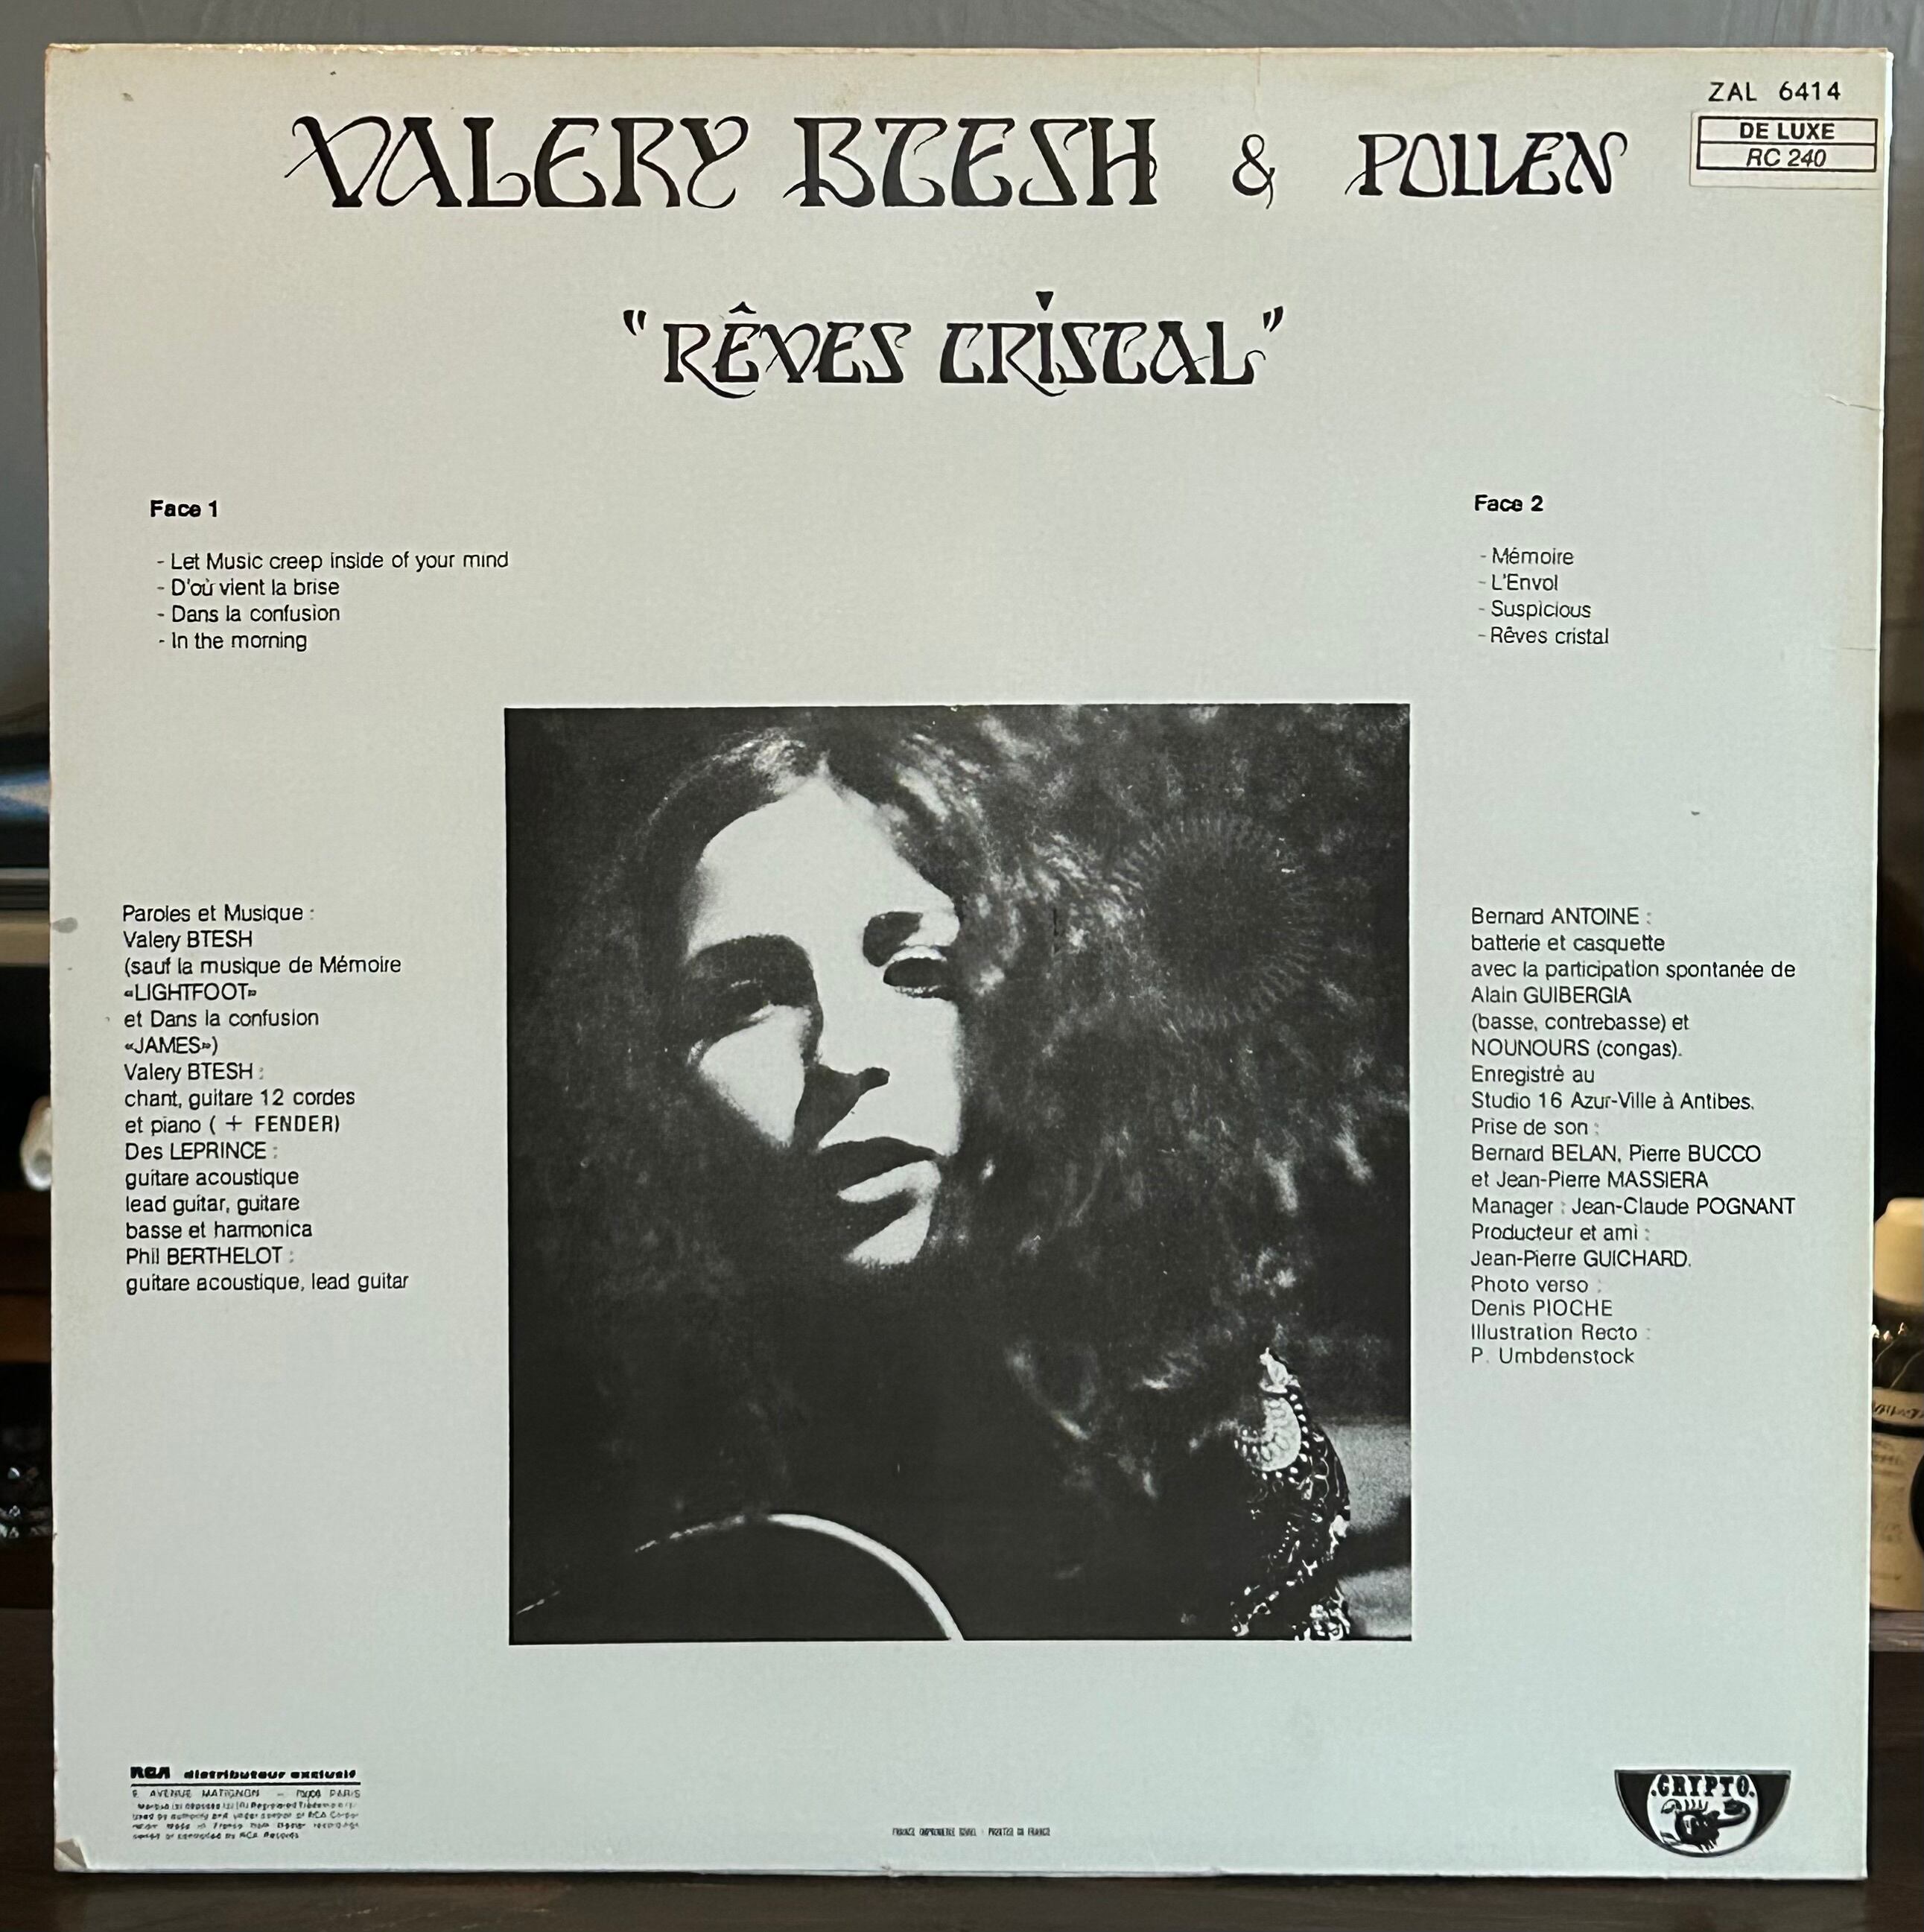 ZAL 6414
DE LUXE
RC 240
VALERY BTESH & POLLEN
"RÊVES CRISTAL"
Face 1
- Let Music creep inside of your mind
- D'où vient la brise
- Dans la confusion
- In the morning
Face 2
- Mémoire
- L'Envol
- Suspicious
- Rêves cristal
Paroles et Musique :
Valery BTESH
(sauf la musique de Mémoire
«LIGHTFOOT»
et Dans la confusion
«JAMES»)
Valery BTESH :
chant, guitare 12 cordes
et piano ( + FENDER)
Des LEPRINCE :
guitare acoustique
lead guitar, guitare
basse et harmonica
Phil BERTHELOT :
guitare acoustique, lead guitar
Bernard ANTOINE :
batterie et casquette
avec la participation spontanée de
Alain GUIBERGIA
(basse, contrebasse) et
NOUNOURS (congas).
Enregistré au
Studio 16 Azur-Ville à Antibes.
Prise de son :
Bernard BELAN, Pierre BUCCO
et Jean-Pierre MASSIERA
Manager : Jean-Claude POGNANT
Producteur et ami :
Jean-Pierre GUICHARD.
Photo verso :
Denis PIOCHE
Illustration Recto :
P. Umbdenstock
RCA distributeur exclusif
9, AVENUE MATIGNON - PARIS
CRYPTO